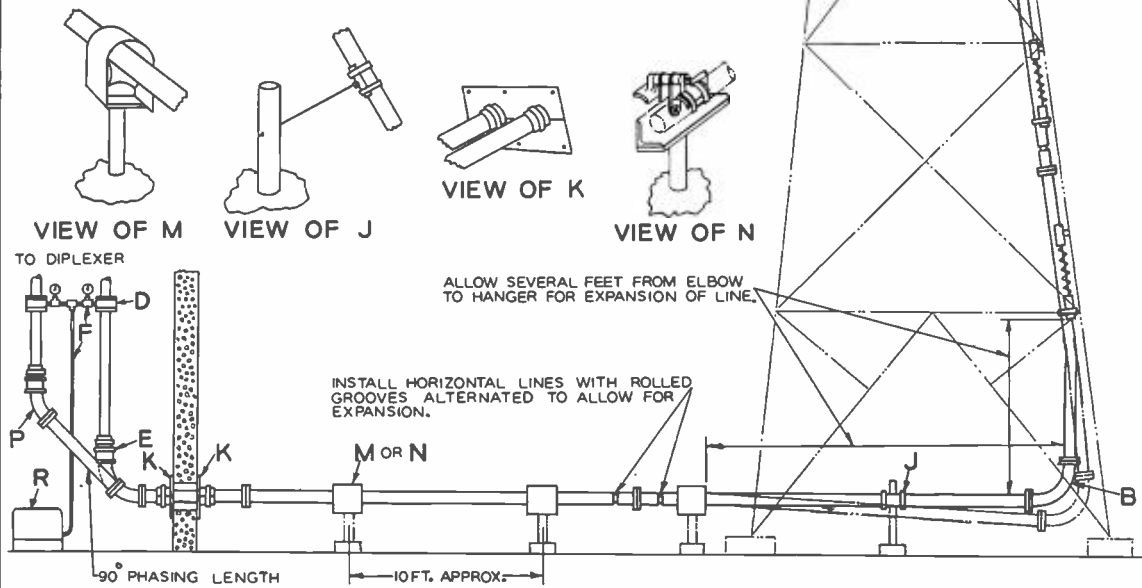 VIEW OF M
VIEW OF J
VIEW OF K
VIEW OF N
TO DIPLEXER
D
F
ALLOW SEVERAL FEET FROM ELBOW
TO HANGER FOR EXPANSION OF LINE.
INSTALL HORIZONTAL LINES WITH ROLLED
GROOVES ALTERNATED TO ALLOW FOR
EXPANSION.
P
E
K
K
M OR N
J
B
R
90° PHASING LENGTH
10 FT. APPROX.